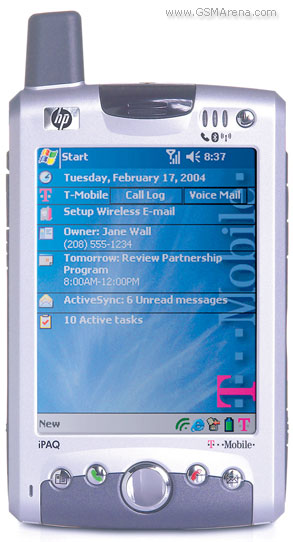 www.GSMArena.com
hp
Start 8:37
Tuesday, February 17, 2004
T-Mobile Call Log Voice Mail
Setup Wireless E-mail
Owner: Jane Wall
(208) 555-1234
Tomorrow: Review Partnership
Program
8:00AM-12:00PM
ActiveSync: 6 Unread messages
10 Active tasks
T··Mobile·
New T
iPAQ T··Mobile·